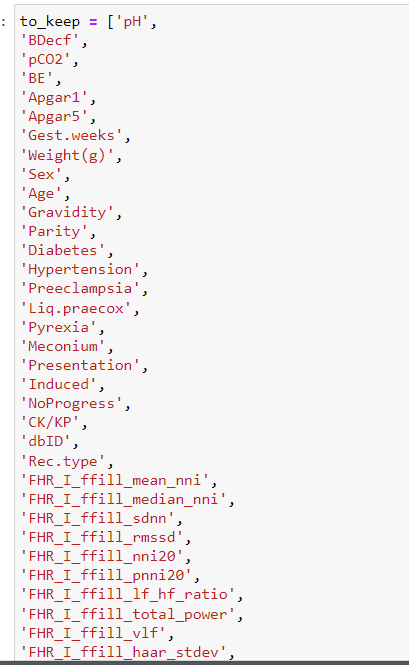 : to_keep = ['pH',
'BDecf',
'pCO2',
'BE',
'Apgar1',
'Apgar5',
'Gest.weeks',
'Weight(g)',
'Sex',
'Age',
'Gravidity',
'Parity',
'Diabetes',
'Hypertension',
'Preeclampsia',
'Liq.praecox',
'Pyrexia',
'Meconium',
'Presentation',
'Induced',
'NoProgress',
'CK/KP',
'dbID',
'Rec.type',
'FHR_I_ffill_mean_nni',
'FHR_I_ffill_median_nni',
'FHR_I_ffill_sdnn',
'FHR_I_ffill_rmssd',
'FHR_I_ffill_nni20',
'FHR_I_ffill_pnni20',
'FHR_I_ffill_lf_hf_ratio',
'FHR_I_ffill_total_power',
'FHR_I_ffill_vlf',
'FHR_I_ffill_haar_stdev',